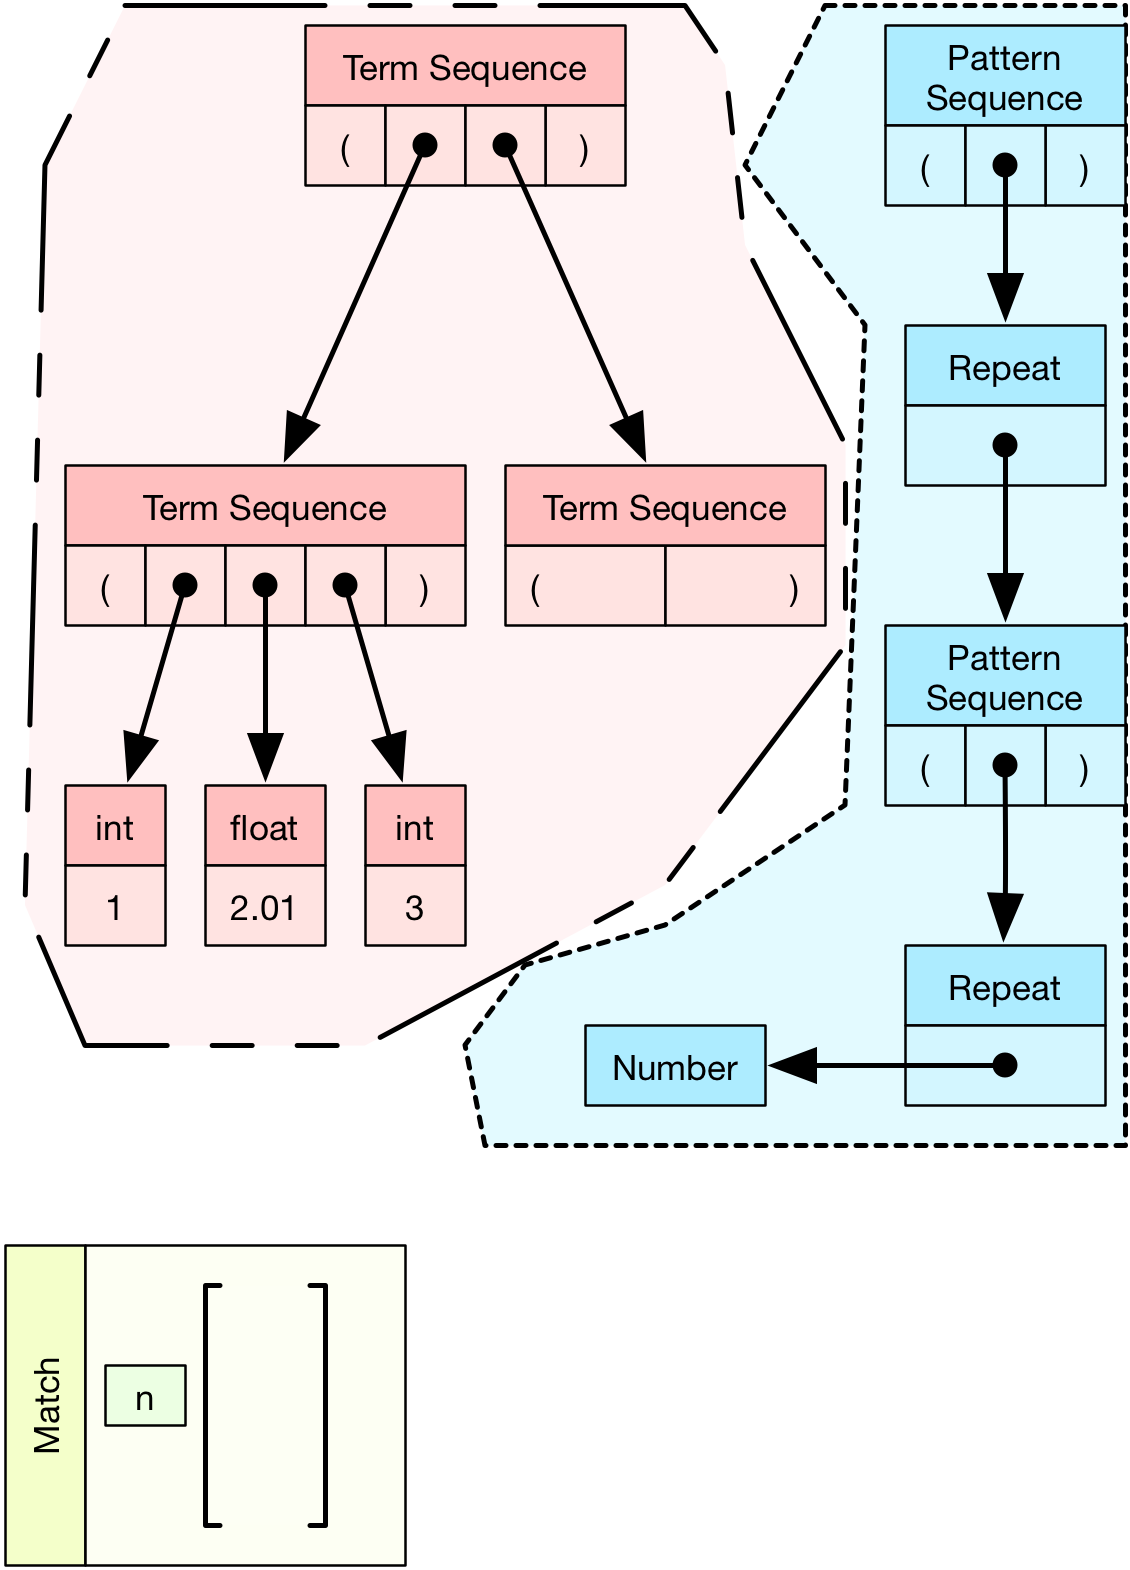 Term Sequence
( )
Term Sequence
( )
Term Sequence
( )
int
1
float
2.01
int
3
Pattern
Sequence
( )
Repeat
Pattern
Sequence
( )
Repeat
Number
Match
n